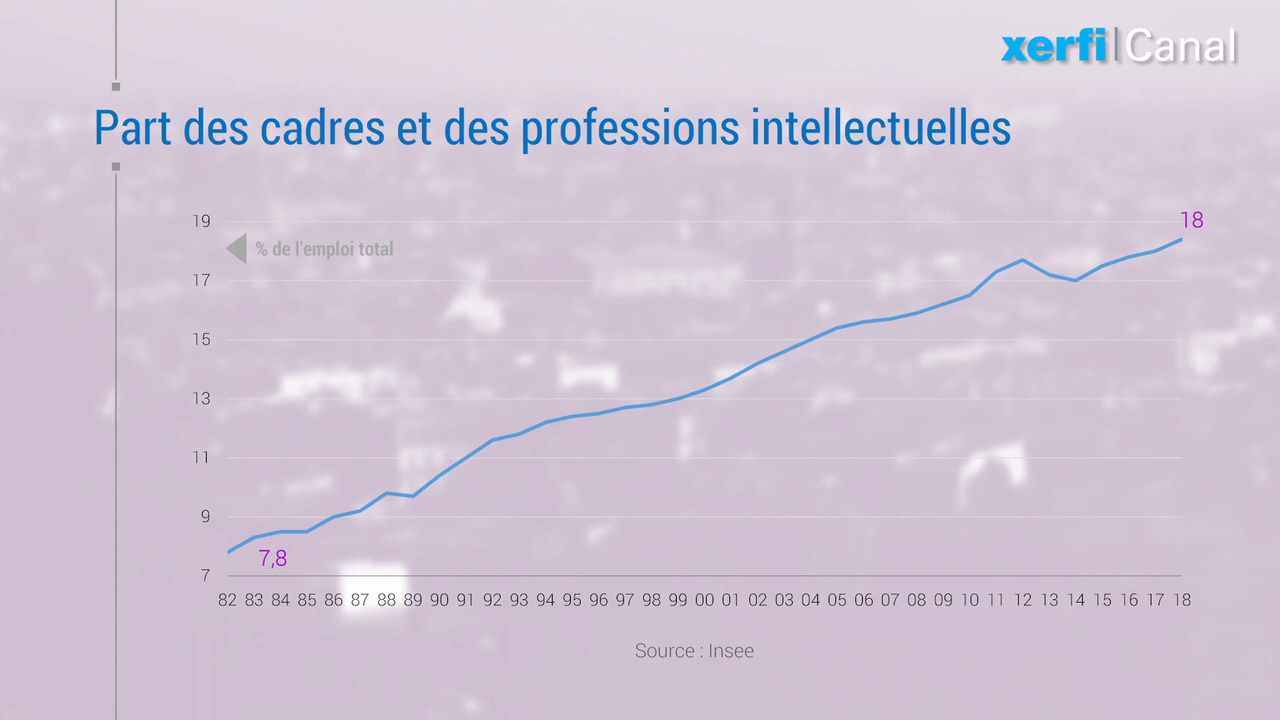 xerfi Canal
Part des cadres et des professions intellectuelles
19
18
% de l'emploi total
17
15
13
11
9
7,8
7
82 83 84 85 86 87 88 89 90 91 92 93 94 95 96 97 98 99 00 01 02 03 04 05 06 07 08 09 10 11 12 13 14 15 16 17 18
Source : Insee